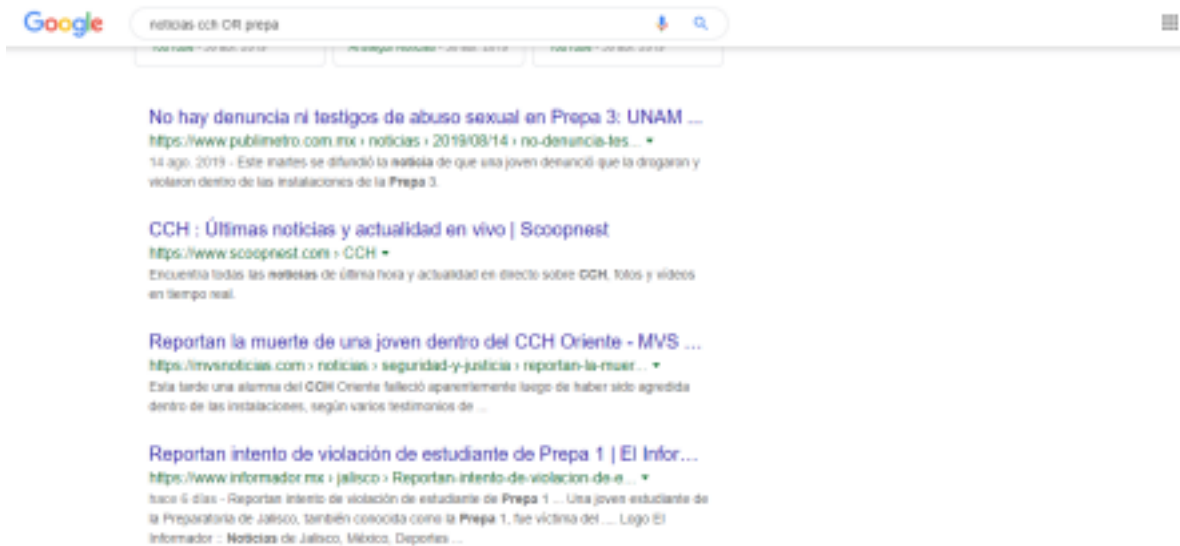 Google
noticias cch OR prepa
No hay denuncia ni testigos de abuso sexual en Prepa 3: UNAM ...
https://www.publimetro.com.mx › noticias › 2019/08/14 › no-denuncia-tes...
14 ago. 2019 - Este martes se difundió la noticia de que una joven denunció que la drogaron y
violaron dentro de las instalaciones de la Prepa 3.
CCH : Últimas noticias y actualidad en vivo | Scoopnest
https://www.scoopnest.com › CCH
Encuentra todas las noticias de última hora y actualidad en directo sobre CCH, fotos y videos
en tiempo real.
Reportan la muerte de una joven dentro del CCH Oriente - MVS ...
https://mvsnoticias.com › noticias › seguridad-y-justicia › reportan-la-muer...
Esta tarde una alumna del CCH Oriente falleció aparentemente luego de haber sido agredida
dentro de las instalaciones, según varios testimonios de ...
Reportan intento de violación de estudiante de Prepa 1 | El Infor...
https://www.informador.mx › jalisco › Reportan-intento-de-violacion-de-e...
hace 6 días - Reportan intento de violación de estudiante de Prepa 1 ... Una joven estudiante de
la Preparatoria de Jalisco, también conocida como la Prepa 1, fue víctima del .... Logo El
Informador :: Noticias de Jalisco, México, Deportes ...